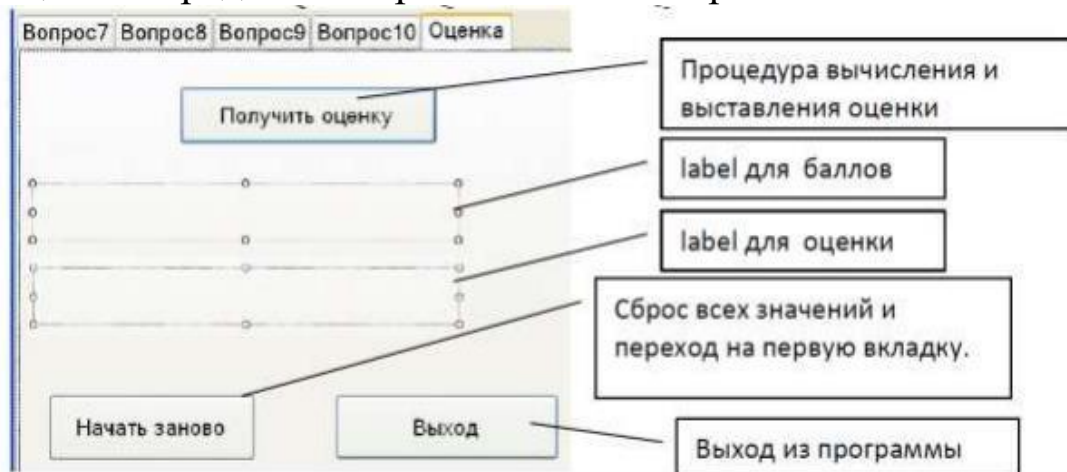 Вопрос7 Вопрос8 Вопрос9 Вопрос10 Оценка
Получить оценку
Процедура вычисления и
выставления оценки
label для баллов
label для оценки
Сброс всех значений и
переход на первую вкладку.
Начать заново
Выход
Выход из программы